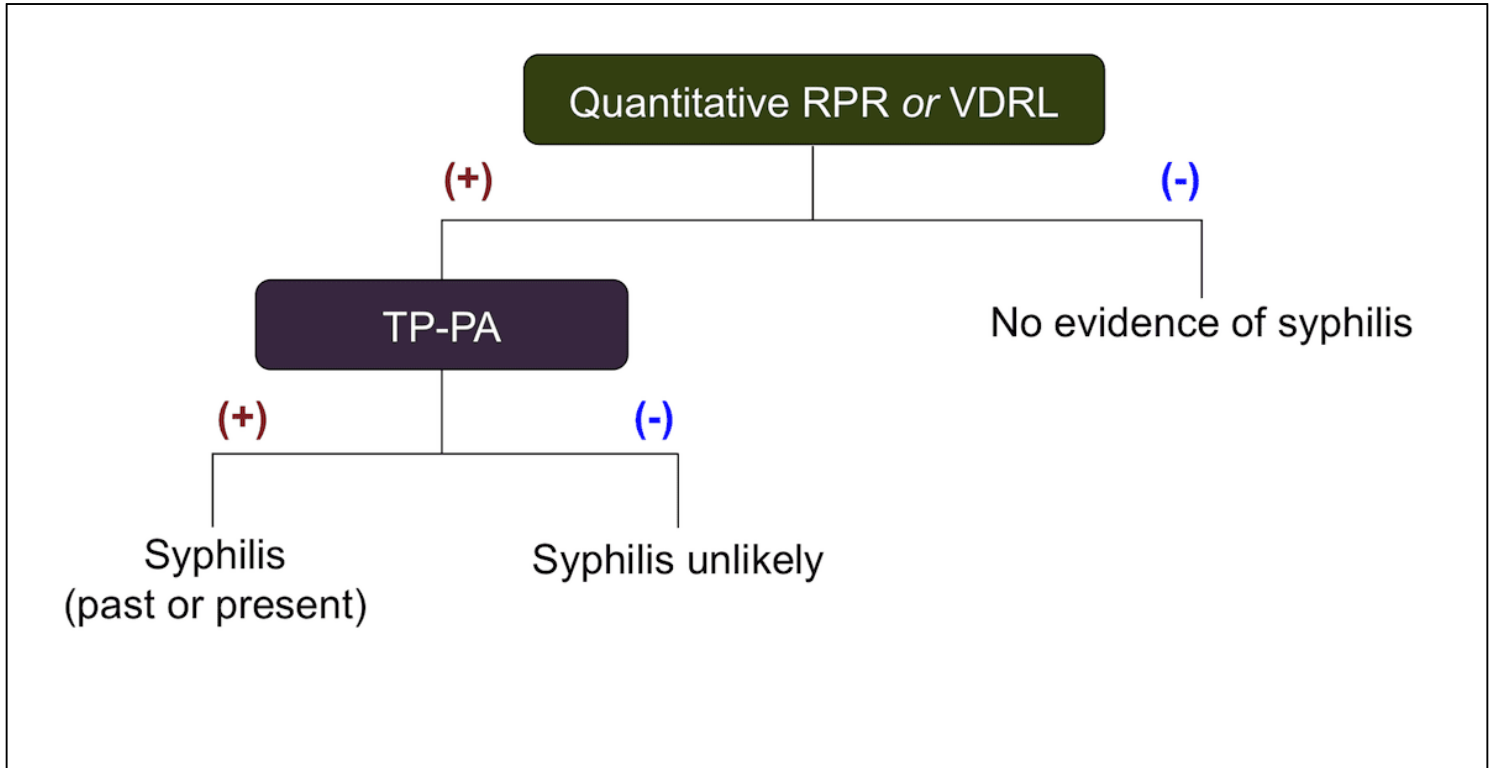 Quantitative RPR or VDRL
(+)
(-)
TP-PA
No evidence of syphilis
(+)
(-)
Syphilis
(past or present)
Syphilis unlikely